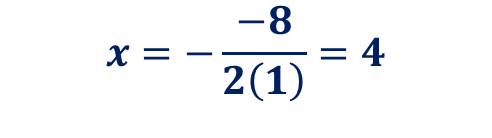 x = − −8/2(1) = 4